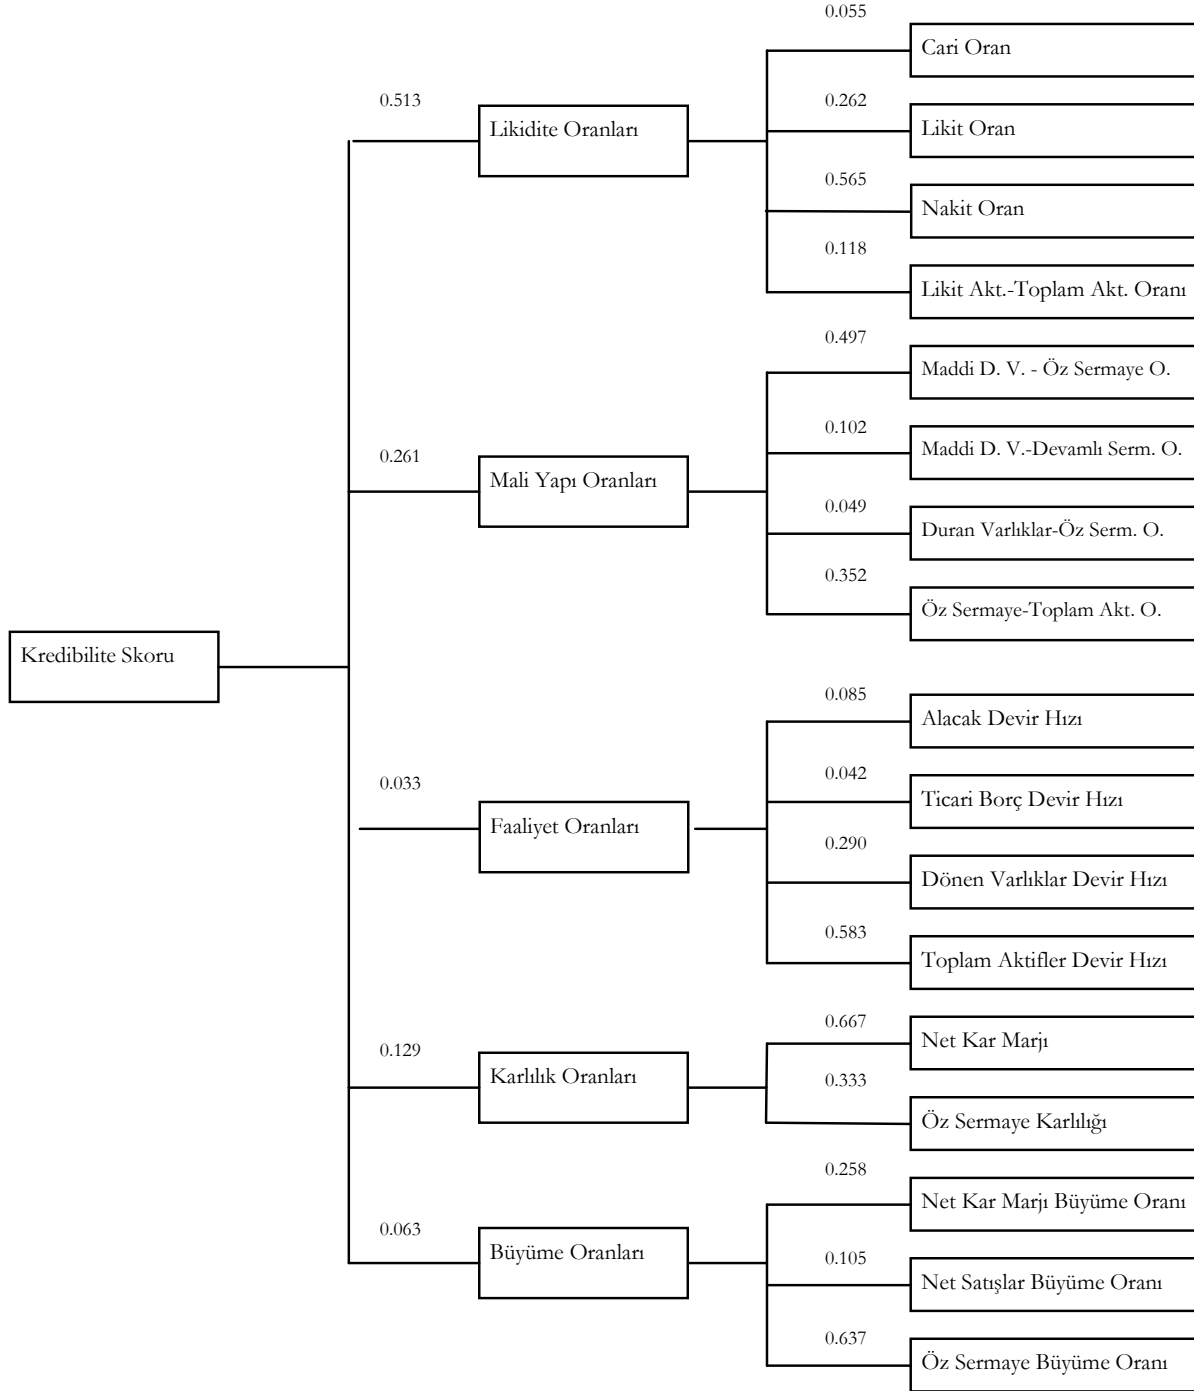 0.055
Cari Oran
0.513
Likidite Oranları
0.262
Likit Oran
0.565
Nakit Oran
0.118
Likit Akt.-Toplam Akt. Oranı
0.497
Maddi D. V. - Öz Sermaye O.
0.261
Mali Yapı Oranları
0.102
Maddi D. V.-Devamlı Serm. O.
0.049
Duran Varlıklar-Öz Serm. O.
0.352
Öz Sermaye-Toplam Akt. O.
Kredibilite Skoru
0.085
Alacak Devir Hızı
0.033
Faaliyet Oranları
0.042
Ticari Borç Devir Hızı
0.290
Dönen Varlıklar Devir Hızı
0.583
Toplam Aktifler Devir Hızı
0.667
Net Kar Marjı
0.129
Karlılık Oranları
0.333
Öz Sermaye Karlılığı
0.258
Net Kar Marjı Büyüme Oranı
0.063
Büyüme Oranları
0.105
Net Satışlar Büyüme Oranı
0.637
Öz Sermaye Büyüme Oranı